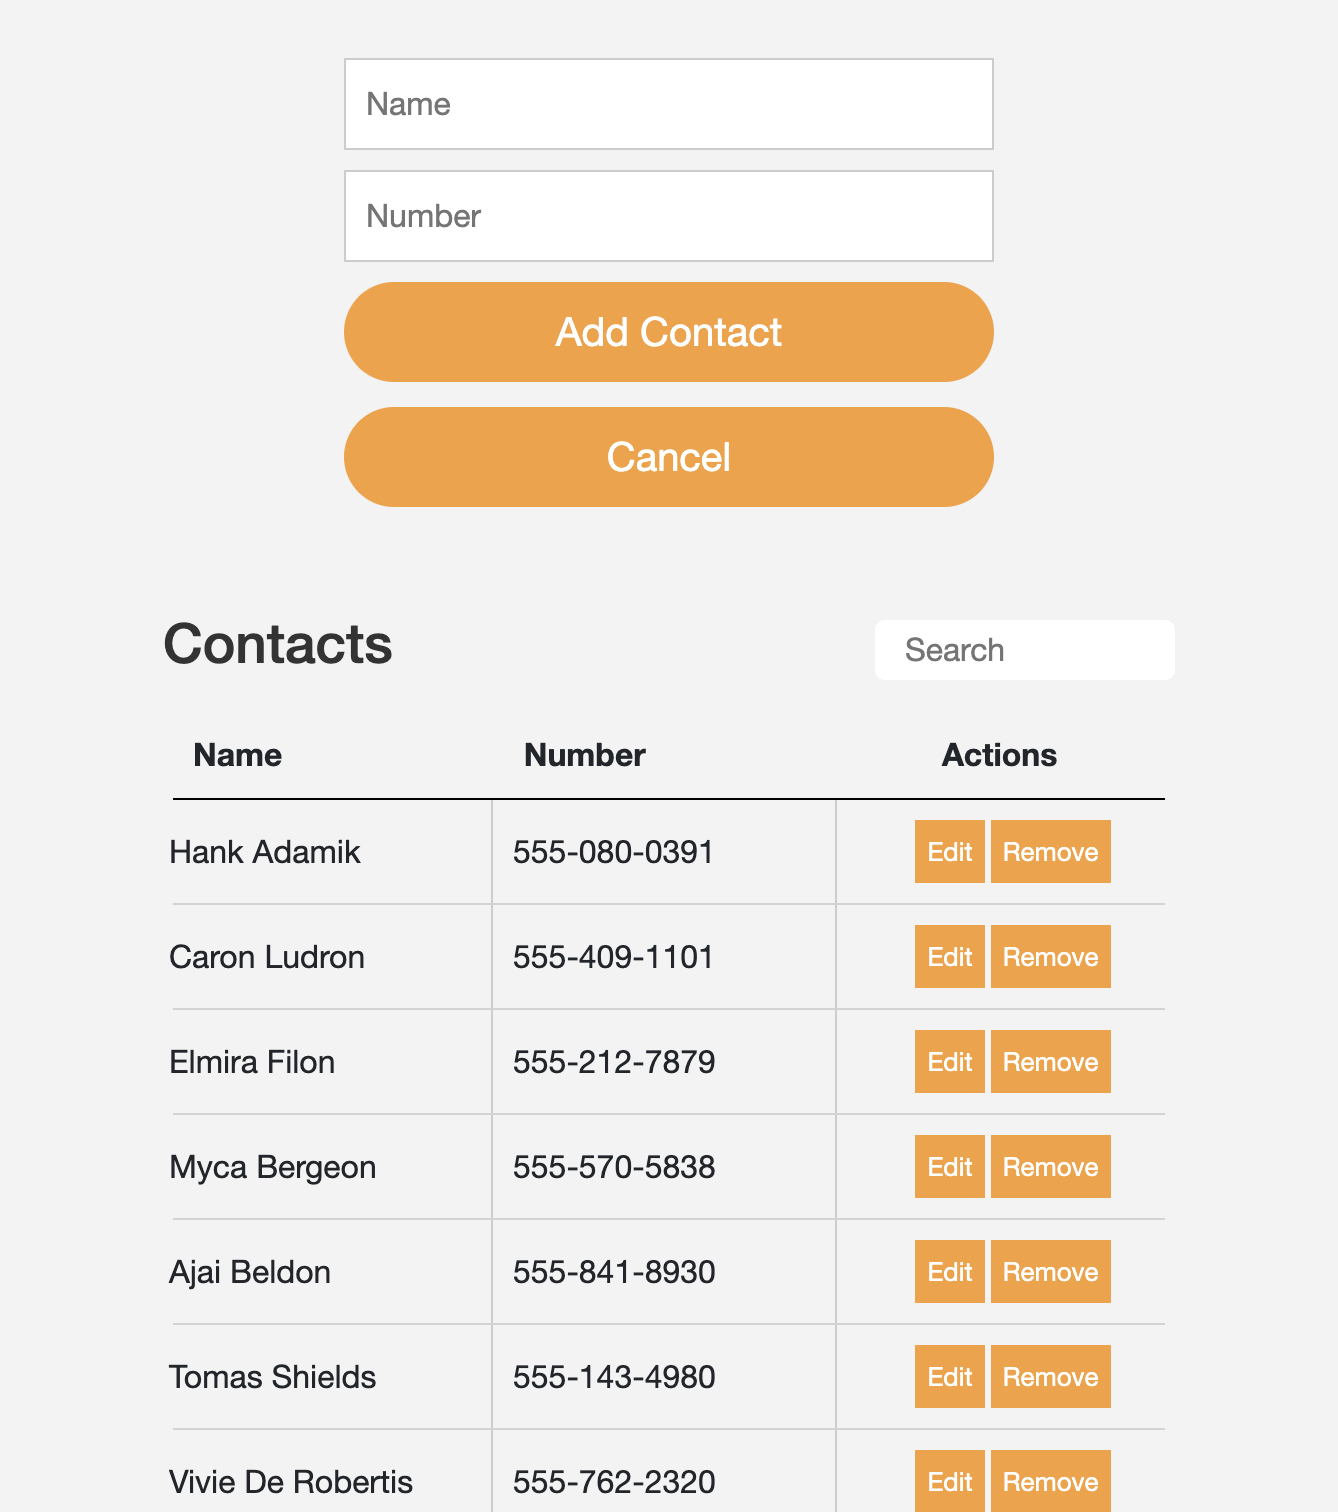 Name
Number
Add Contact
Cancel
Contacts
Search
Name Number Actions
Hank Adamik 555-080-0391 Edit Remove
Caron Ludron 555-409-1101 Edit Remove
Elmira Filon 555-212-7879 Edit Remove
Myca Bergeon 555-570-5838 Edit Remove
Ajai Beldon 555-841-8930 Edit Remove
Tomas Shields 555-143-4980 Edit Remove
Vivie De Robertis 555-762-2320 Edit Remove